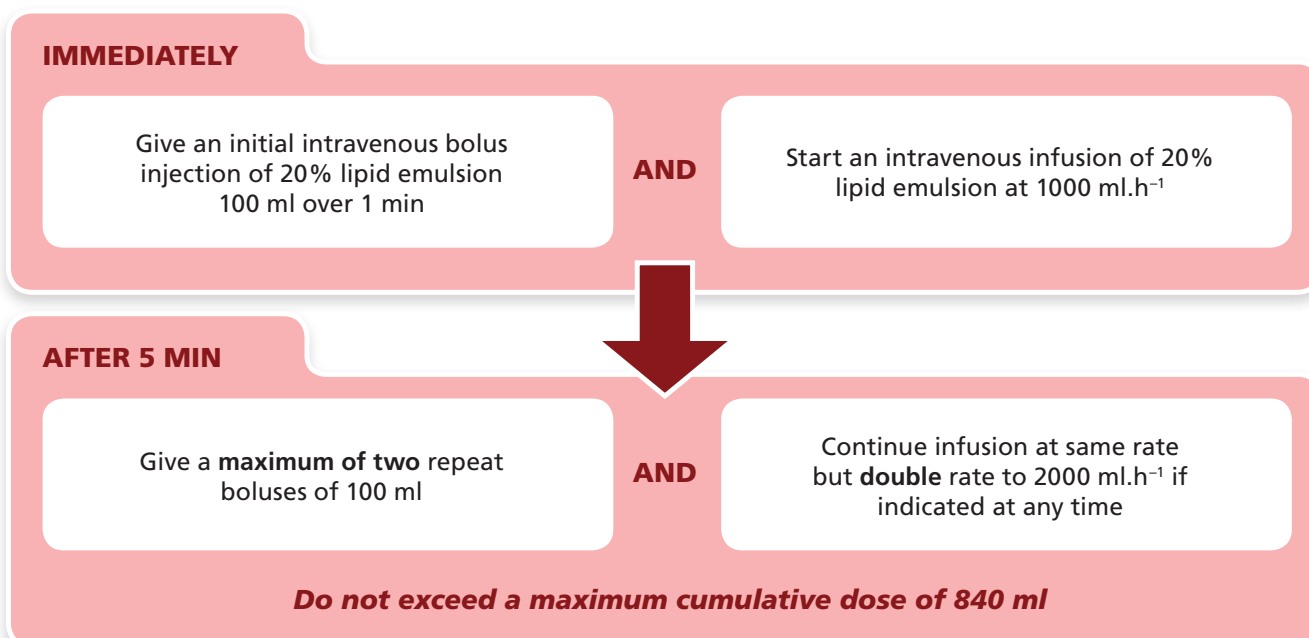 IMMEDIATELY
Give an initial intravenous bolus
injection of 20% lipid emulsion
100 ml over 1 min
AND
Start an intravenous infusion of 20%
lipid emulsion at 1000 ml.h⁻¹
AFTER 5 MIN
Give a maximum of two repeat
boluses of 100 ml
AND
Continue infusion at same rate
but double rate to 2000 ml.h⁻¹ if
indicated at any time
Do not exceed a maximum cumulative dose of 840 ml